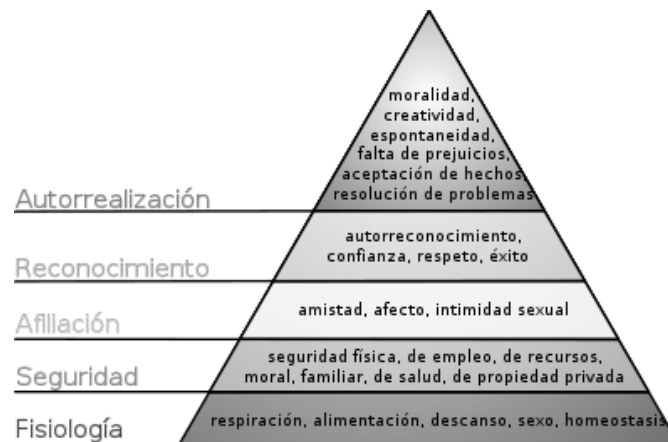 moralidad,
creatividad,
espontaneidad,
falta de prejuicios,
aceptación de hechos,
resolución de problemas
Autorrealización
autorreconocimiento,
confianza, respeto, éxito
Reconocimiento
amistad, afecto, intimidad sexual
Afiliación
seguridad física, de empleo, de recursos,
moral, familiar, de salud, de propiedad privada
Seguridad
respiración, alimentación, descanso, sexo, homeostasis
Fisiología